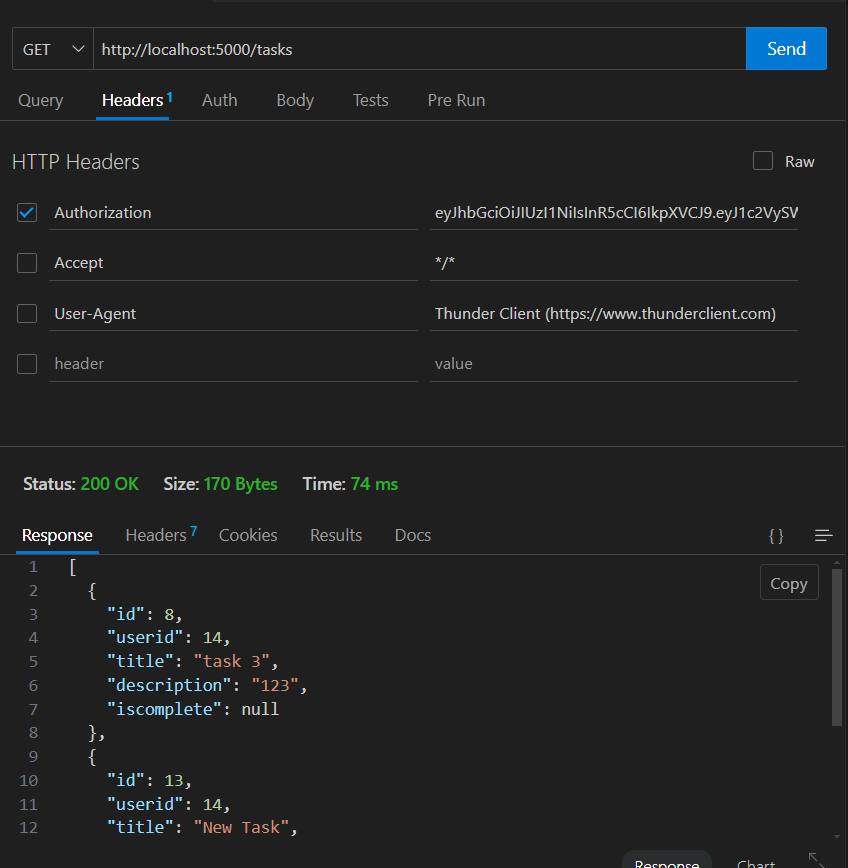 GET http://localhost:5000/tasks Send
Query Headers 1 Auth Body Tests Pre Run
HTTP Headers Raw
Authorization eyJhbGciOiJIUzI1NiIsInR5cCI6IkpXVCJ9.eyJ1c2VySW
Accept */*
User-Agent Thunder Client (https://www.thunderclient.com)
header value
Status: 200 OK Size: 170 Bytes Time: 74 ms
Response Headers 7 Cookies Results Docs { }
1 [
Copy
2 {
3 "id": 8,
4 "userid": 14,
5 "title": "task 3",
6 "description": "123",
7 "iscomplete": null
8 },
9 {
10 "id": 13,
11 "userid": 14,
12 "title": "New Task",
Response Chart